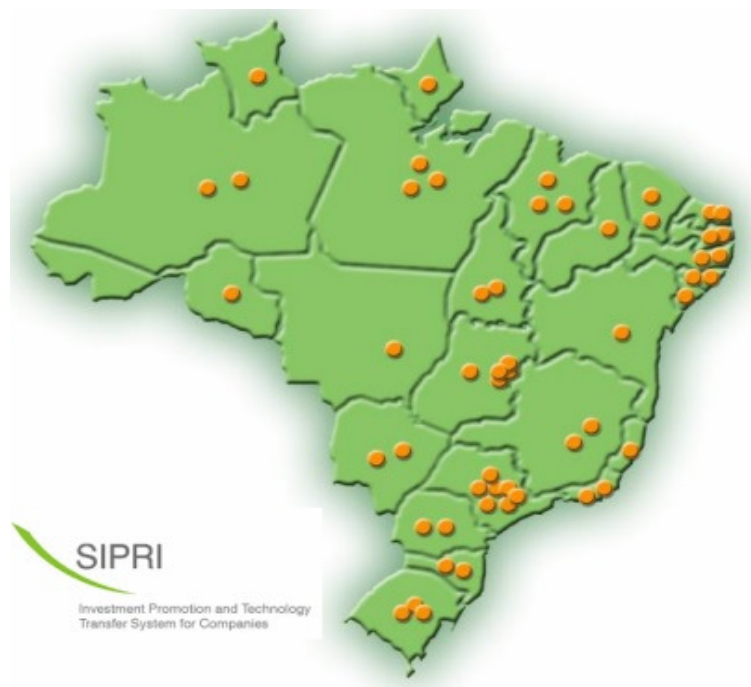 SIPRI
Investment Promotion and Technology
Transfer System for Companies